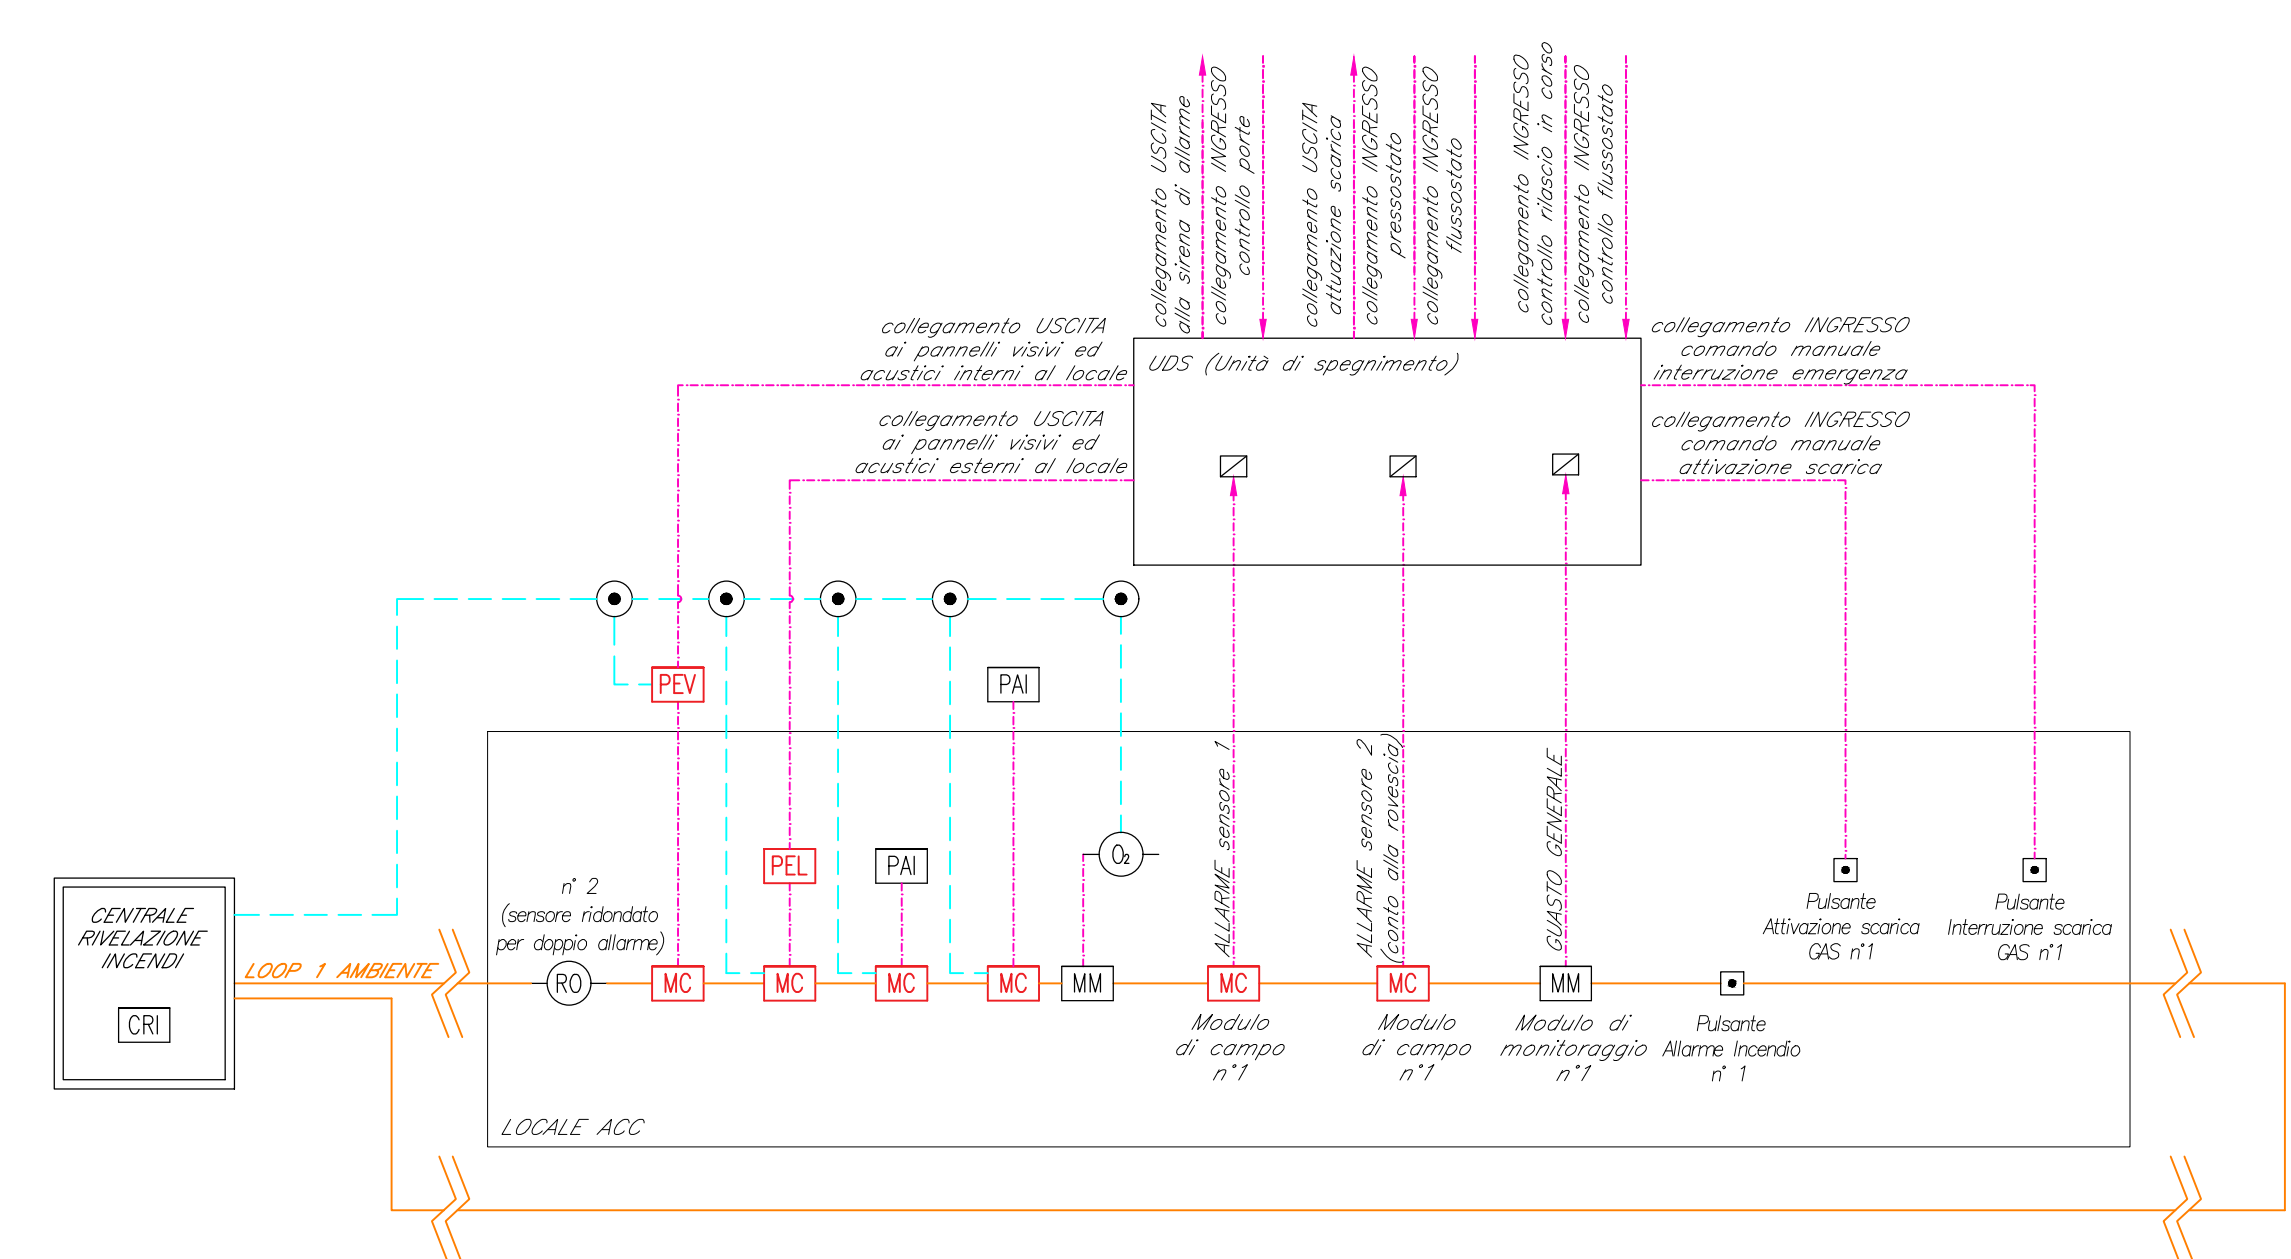 collegamento USCITA
alla sirena di allarme
collegamento INGRESSO
controllo porte
collegamento USCITA
attuazione scarica
collegamento INGRESSO
pressostato
collegamento INGRESSO
flussostato
collegamento INGRESSO
controllo rilascio in corso
collegamento INGRESSO
controllo flussostato
collegamento USCITA
ai pannelli visivi ed
acustici interni al locale
UDS (Unità di spegnimento)
collegamento INGRESSO
comando manuale
interruzione emergenza
collegamento USCITA
ai pannelli visivi ed
acustici esterni al locale
collegamento INGRESSO
comando manuale
attivazione scarica
PEV
PAI
PEL
PAI
O₂
ALLARME sensore 1
ALLARME sensore 2
(conto alla rovescia)
GUASTO GENERALE
n° 2
(sensore ridondato
per doppio allarme)
Pulsante
Attivazione scarica
GAS n°1
Pulsante
Interruzione scarica
GAS n°1
CENTRALE
RIVELAZIONE
INCENDI
CRI
LOOP 1 AMBIENTE
RO
MC
MC
MC
MC
MM
MC
MC
MM
Modulo
di campo
n°1
Modulo
di campo
n°1
Modulo di
monitoraggio
n°1
Pulsante
Allarme Incendio
n° 1
LOCALE ACC